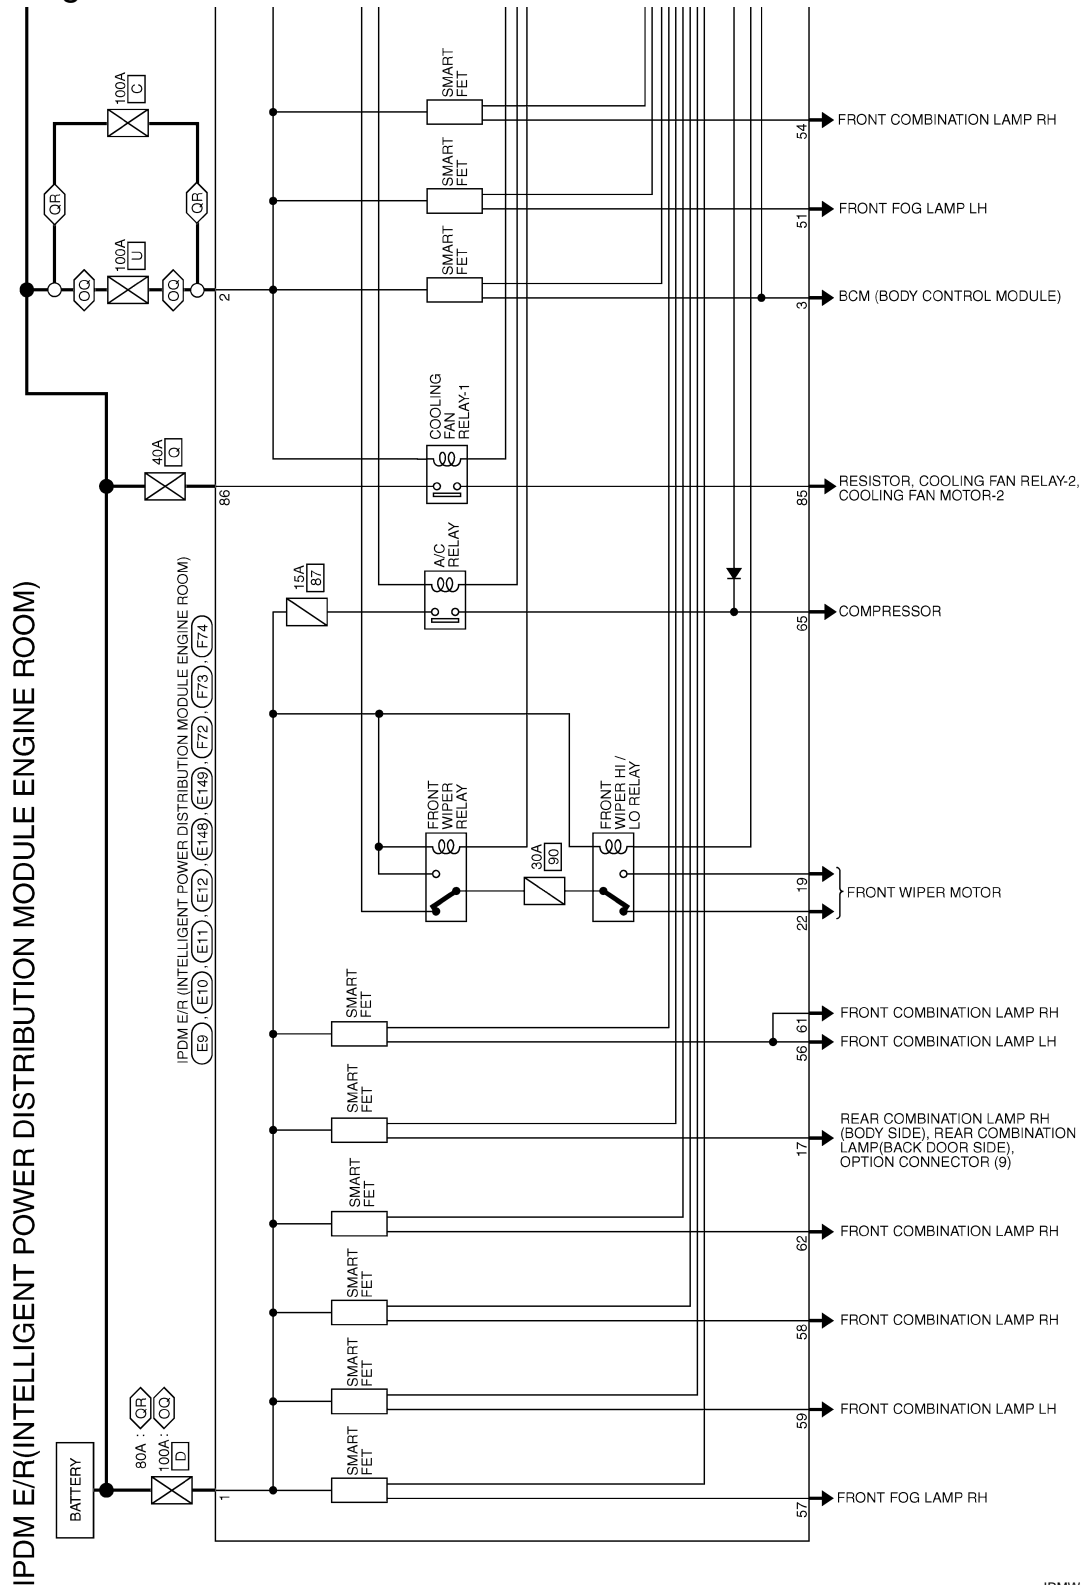 IPDM E/R(INTELLIGENT POWER DISTRIBUTION MODULE ENGINE ROOM)
BATTERY
80A : QR
100A : OQ
D
1
40A
Q
86
100A
U
OQ
OQ
QR
QR
100A
C
2
IPDM E/R (INTELLIGENT POWER DISTRIBUTION MODULE ENGINE ROOM)
E9 , E10 , E11 , E12 , E148 , E149 , F72 , F73 , F74
SMART
FET
54
FRONT COMBINATION LAMP RH
SMART
FET
51
FRONT FOG LAMP LH
SMART
FET
3
BCM (BODY CONTROL MODULE)
COOLING
FAN
RELAY-1
85
RESISTOR, COOLING FAN RELAY-2,
COOLING FAN MOTOR-2
15A
87
A/C
RELAY
65
COMPRESSOR
FRONT
WIPER
RELAY
30A
90
FRONT
WIPER HI /
LO RELAY
19
22
FRONT WIPER MOTOR
SMART
FET
61
FRONT COMBINATION LAMP RH
56
FRONT COMBINATION LAMP LH
SMART
FET
17
REAR COMBINATION LAMP RH
(BODY SIDE), REAR COMBINATION
LAMP(BACK DOOR SIDE),
OPTION CONNECTOR (9)
SMART
FET
62
FRONT COMBINATION LAMP RH
SMART
FET
58
FRONT COMBINATION LAMP RH
SMART
FET
59
FRONT COMBINATION LAMP LH
SMART
FET
57
FRONT FOG LAMP RH